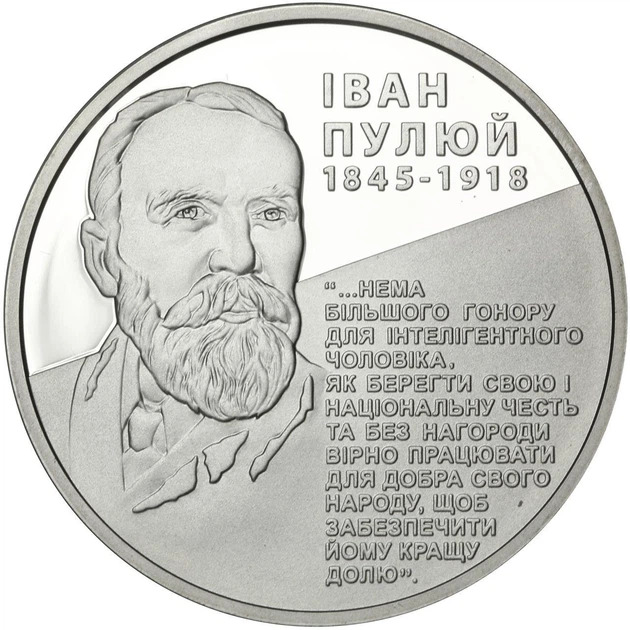 ІВАН
ПУЛЮЙ
1845-1918
“...НЕМА
БІЛЬШОГО ГОНОРУ
ДЛЯ ІНТЕЛІГЕНТНОГО
ЧОЛОВІКА,
ЯК БЕРЕГТИ СВОЮ І
НАЦІОНАЛЬНУ ЧЕСТЬ
ТА БЕЗ НАГОРОДИ
ВІРНО ПРАЦЮВАТИ
ДЛЯ ДОБРА СВОГО
НАРОДУ, ЩОБ
ЗАБЕЗПЕЧИТИ
ЙОМУ КРАЩУ
ДОЛЮ”.